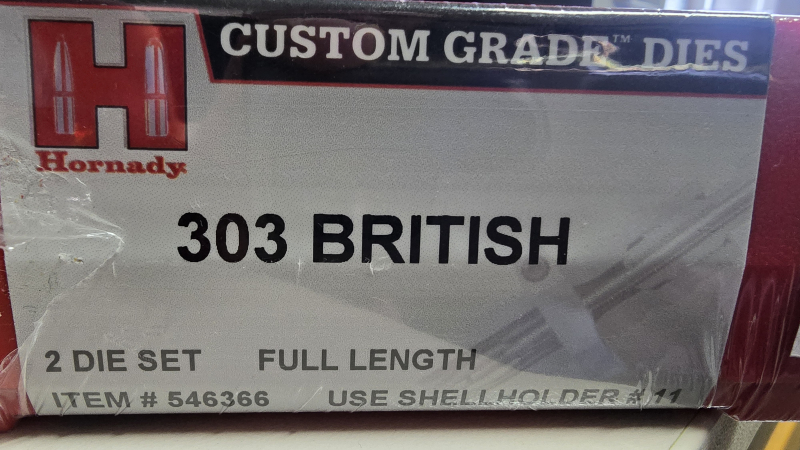 CUSTOM GRADE™ DIES
H
Hornady
303 BRITISH
2 DIE SET FULL LENGTH
ITEM # 546366 USE SHELLHOLDER # 11